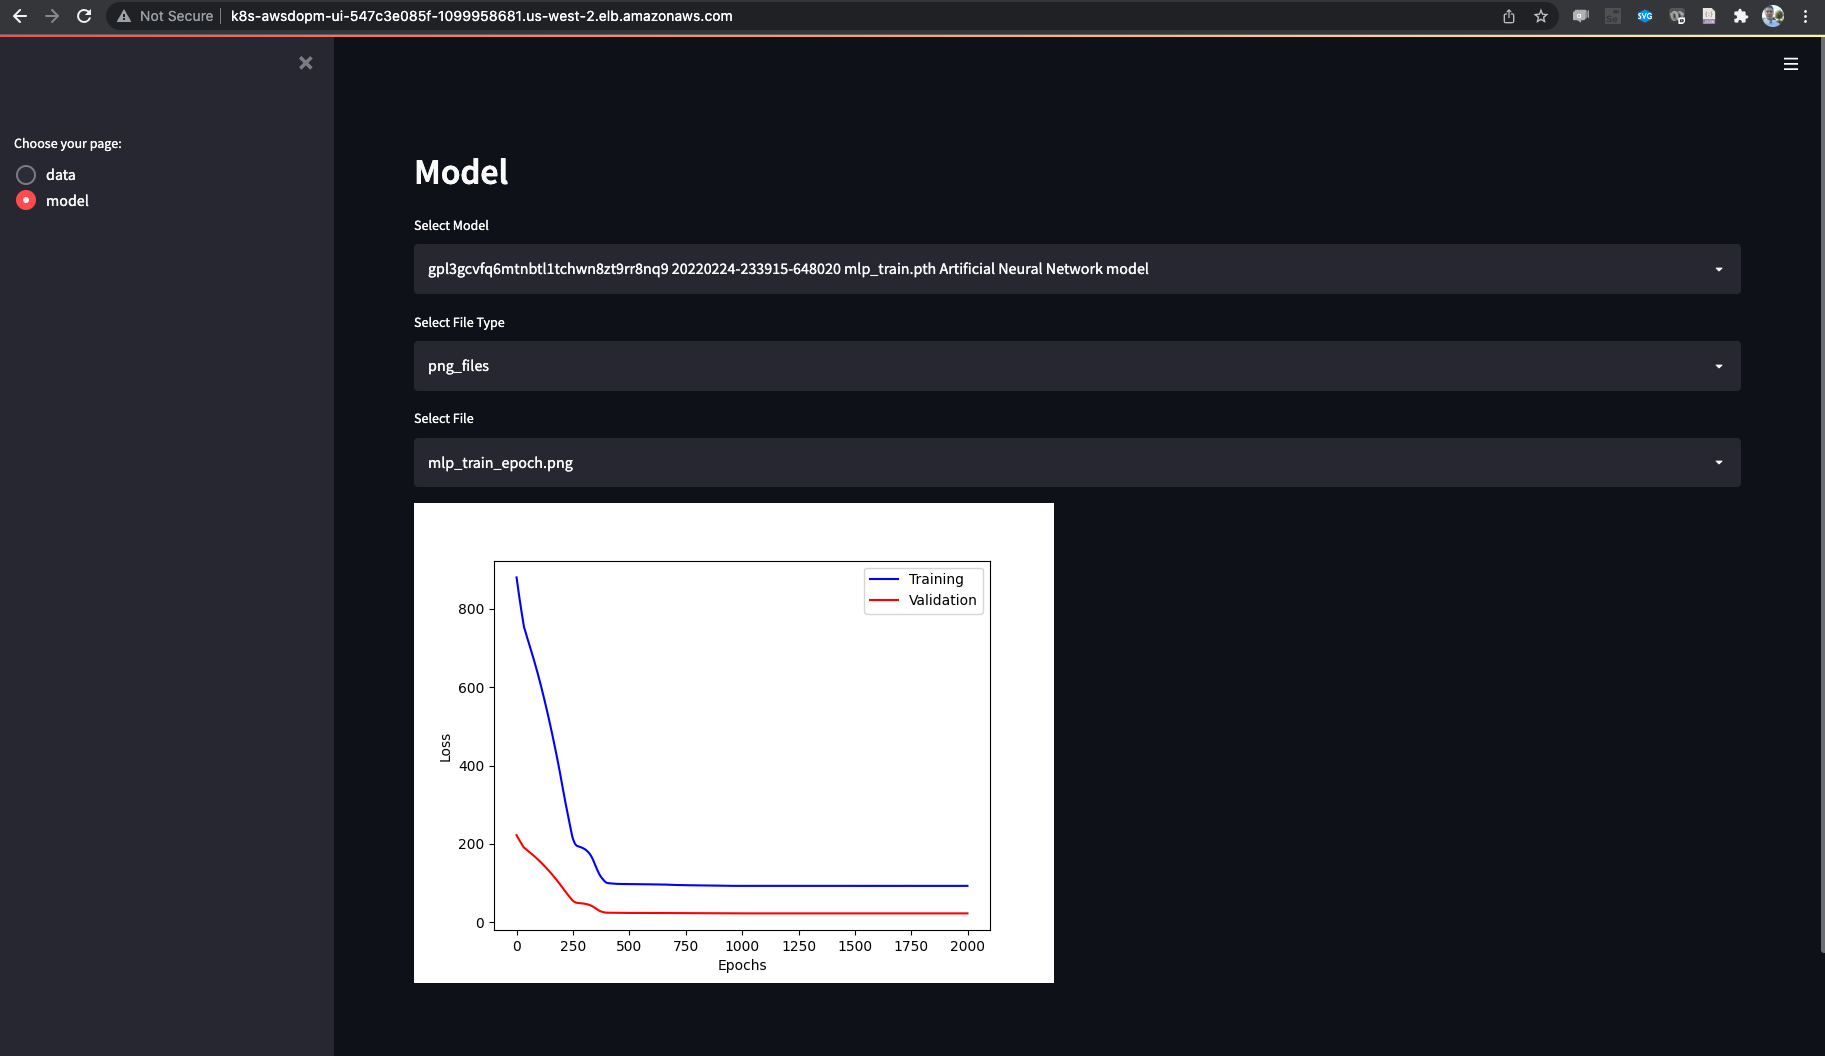 Not Secure | k8s-awsdopm-ui-547c3e085f-1099958681.us-west-2.elb.amazonaws.com
SVG
Choose your page:
data
model
Model
Select Model
gpl3gcvfq6mtnbtl1tchwn8zt9rr8nq9 20220224-233915-648020 mlp_train.pth Artificial Neural Network model
Select File Type
png_files
Select File
mlp_train_epoch.png
Training
Validation
800
600
400
200
0
Loss
0 250 500 750 1000 1250 1500 1750 2000
Epochs